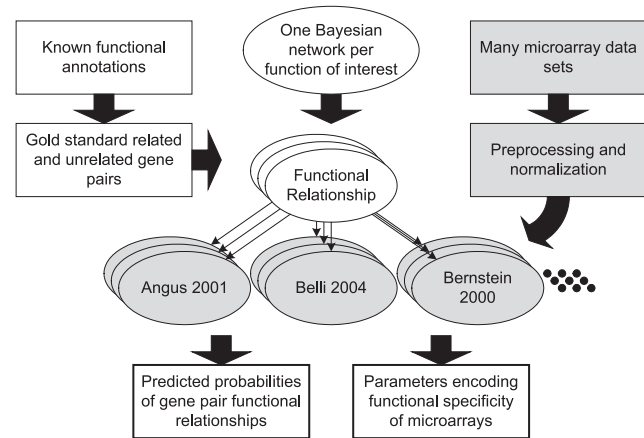 Known functional
annotations
One Bayesian
network per
function of interest
Many microarray data
sets
Gold standard related
and unrelated gene
pairs
Functional
Relationship
Preprocessing and
normalization
Angus 2001
Belli 2004
Bernstein
2000
Predicted probabilities
of gene pair functional
relationships
Parameters encoding
functional specificity
of microarrays